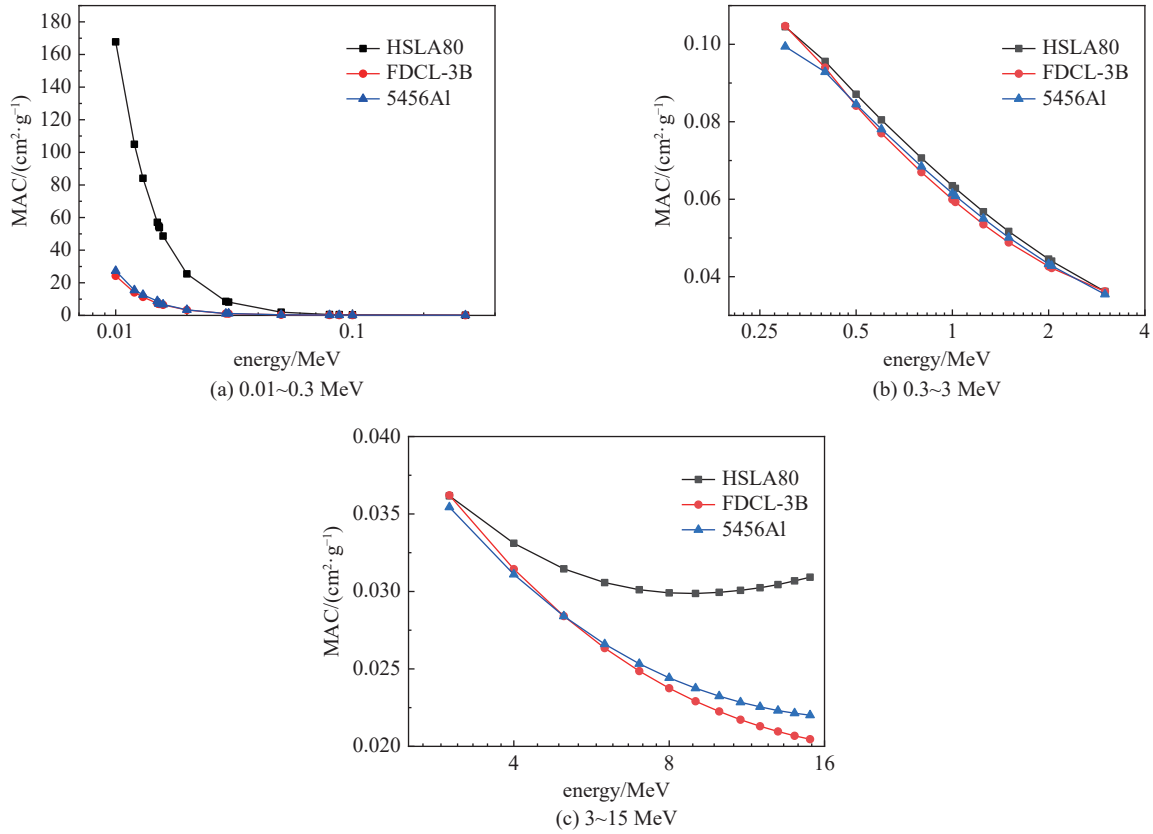 180
160
140
120
100
80
60
40
20
0
MAC/(cm²·g⁻¹)
HSLA80
FDCL-3B
5456Al
0.01
0.1
energy/MeV
(a) 0.01~0.3 MeV
0.10
0.08
0.06
0.04
MAC/(cm²·g⁻¹)
HSLA80
FDCL-3B
5456Al
0.25
0.5
1
2
4
energy/MeV
(b) 0.3~3 MeV
0.040
0.035
0.030
0.025
0.020
MAC/(cm²·g⁻¹)
HSLA80
FDCL-3B
5456Al
4
8
16
energy/MeV
(c) 3~15 MeV